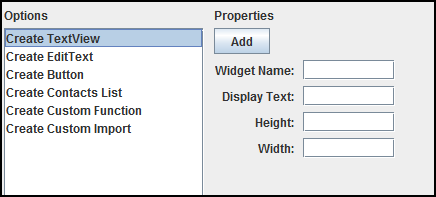 Options
Create TextView
Create EditText
Create Button
Create Contacts List
Create Custom Function
Create Custom Import
Properties
Add
Widget Name:
Display Text:
Height:
Width: